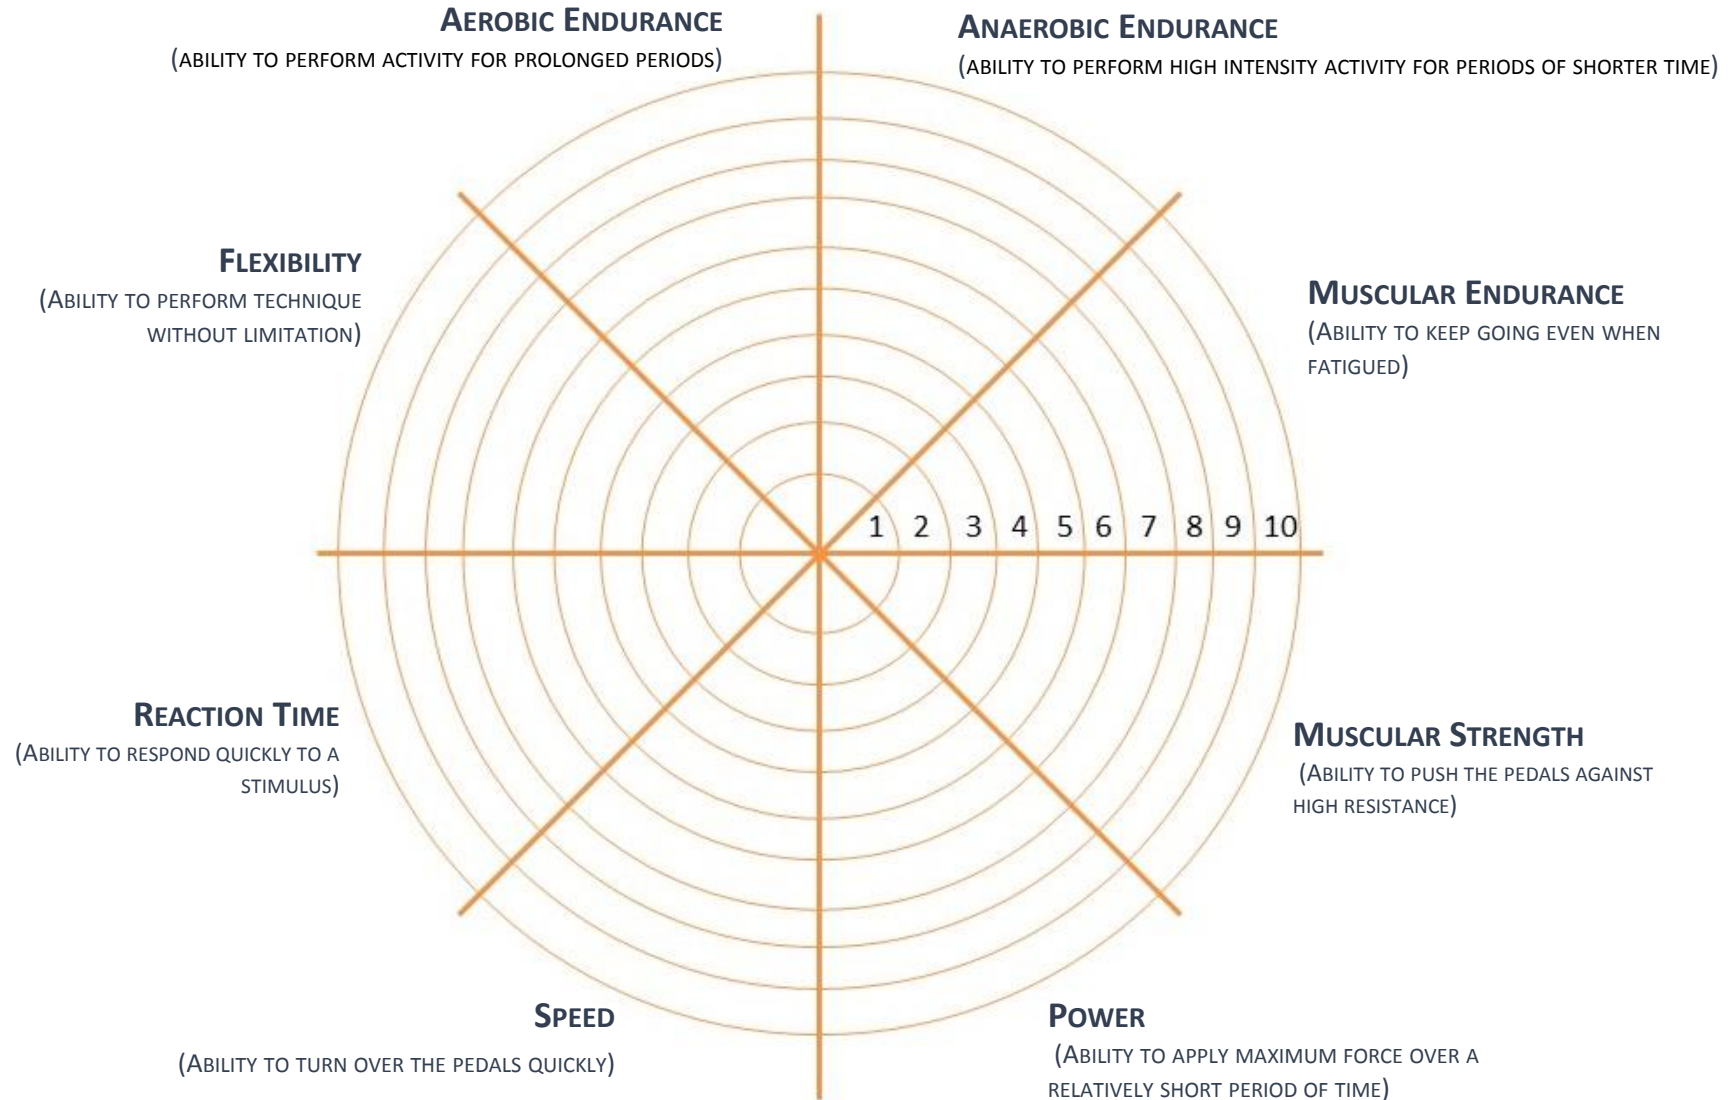 AEROBIC ENDURANCE
(ABILITY TO PERFORM ACTIVITY FOR PROLONGED PERIODS)
ANAEROBIC ENDURANCE
(ABILITY TO PERFORM HIGH INTENSITY ACTIVITY FOR PERIODS OF SHORTER TIME)
FLEXIBILITY
(ABILITY TO PERFORM TECHNIQUE
WITHOUT LIMITATION)
MUSCULAR ENDURANCE
(ABILITY TO KEEP GOING EVEN WHEN
FATIGUED)
1 2 3 4 5 6 7 8 9 10
REACTION TIME
(ABILITY TO RESPOND QUICKLY TO A
STIMULUS)
MUSCULAR STRENGTH
(ABILITY TO PUSH THE PEDALS AGAINST
HIGH RESISTANCE)
SPEED
(ABILITY TO TURN OVER THE PEDALS QUICKLY)
POWER
(ABILITY TO APPLY MAXIMUM FORCE OVER A
RELATIVELY SHORT PERIOD OF TIME)